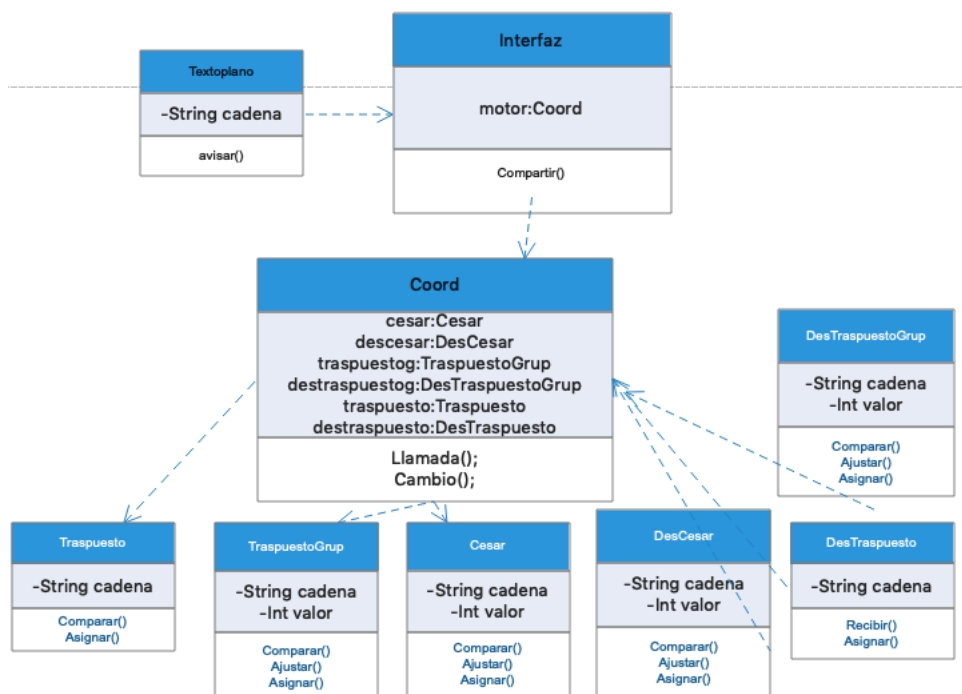 Interfaz
motor:Coord
Compartir()
Textoplano
-String cadena
avisar()
Coord
cesar:Cesar
descesar:DesCesar
traspuestog:TraspuestoGrup
destraspuestog:DesTraspuestoGrup
traspuesto:Traspuesto
destraspuesto:DesTraspuesto
Llamada();
Cambio();
DesTraspuestoGrup
-String cadena
-Int valor
Comparar()
Ajustar()
Asignar()
Traspuesto
-String cadena
Comparar()
Asignar()
TraspuestoGrup
-String cadena
-Int valor
Comparar()
Ajustar()
Asignar()
Cesar
-String cadena
-Int valor
Comparar()
Ajustar()
Asignar()
DesCesar
-String cadena
-Int valor
Comparar()
Ajustar()
Asignar()
DesTraspuesto
-String cadena
Recibir()
Asignar()